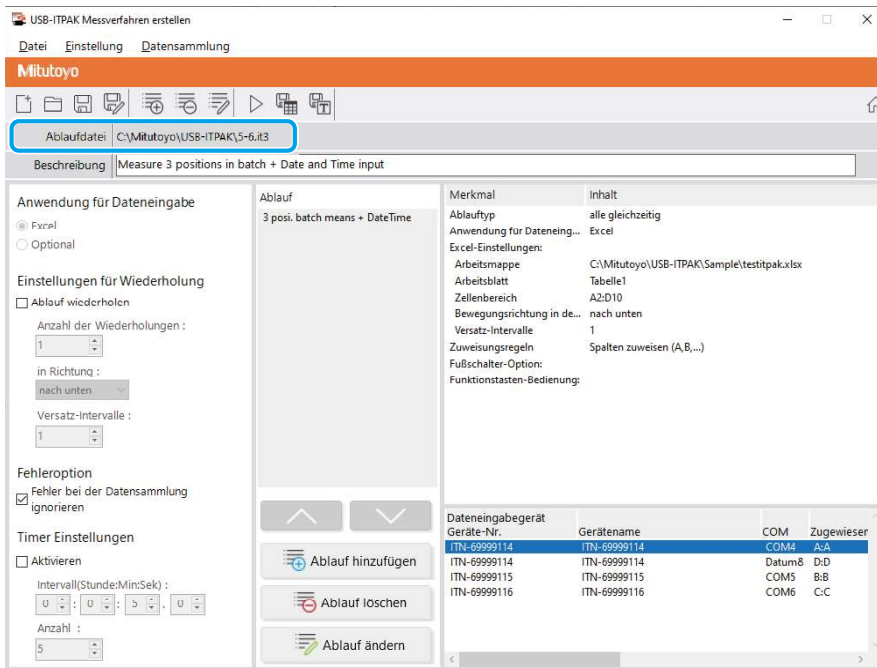 USB-ITPAK Messverfahren erstellen
Datei Einstellung Datensammlung
Mitutoyo
Ablaufdatei C:\Mitutoyo\USB-ITPAK\5-6.it3
Beschreibung Measure 3 positions in batch + Date and Time input
Anwendung für Dateneingabe
Excel
Optional
Einstellungen für Wiederholung
Ablauf wiederholen
Anzahl der Wiederholungen :
1
in Richtung :
nach unten
Versatz-Intervalle :
1
Fehleroption
Fehler bei der Datensammlung
ignorieren
Timer Einstellungen
Aktivieren
Intervall(Stunde:Min:Sek) :
0 : 0 : 5 . 0
Anzahl :
5
Ablauf
3 posi. batch means + DateTime
Ablauf hinzufügen
Ablauf löschen
Ablauf ändern
Merkmal Inhalt
Ablauftyp alle gleichzeitig
Anwendung für Dateneing... Excel
Excel-Einstellungen:
Arbeitsmappe C:\Mitutoyo\USB-ITPAK\Sample\testitpak.xlsx
Arbeitsblatt Tabelle1
Zellenbereich A2:D10
Bewegungsrichtung in de... nach unten
Versatz-Intervalle 1
Zuweisungsregeln Spalten zuweisen (A,B,...)
Fußschalter-Option:
Funktionstasten-Bedienung:
Dateneingabegerät
Geräte-Nr. Gerätename COM Zugewiesen
ITN-69999114 ITN-69999114 COM4 A:A
ITN-69999114 ITN-69999114 Datum& D:D
ITN-69999115 ITN-69999115 COM5 B:B
ITN-69999116 ITN-69999116 COM6 C:C